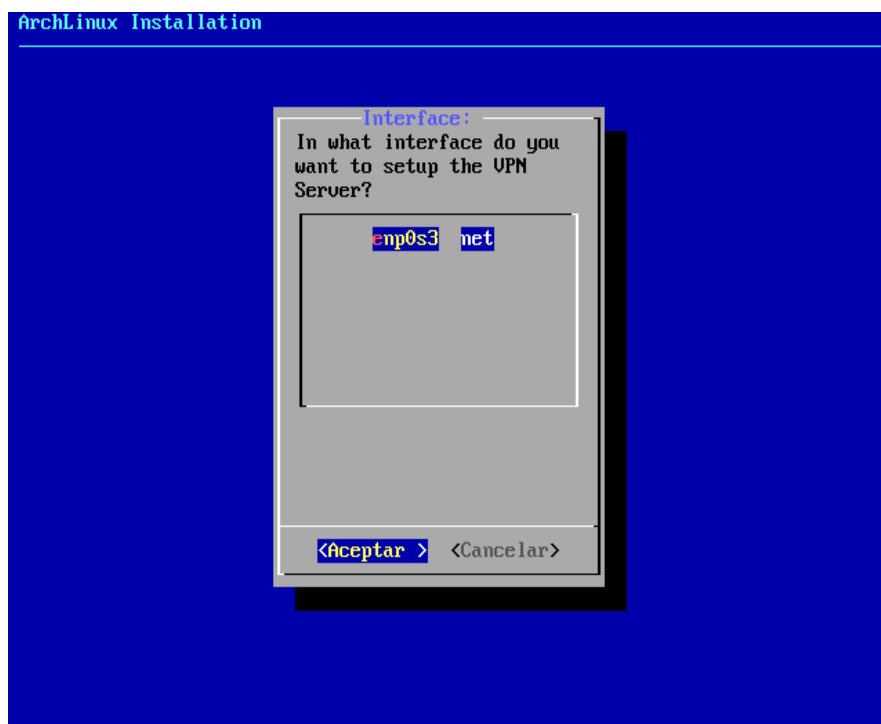 ArchLinux Installation
Interface:
In what interface do you
want to setup the VPN
Server?
enp0s3 net
<Aceptar > <Cancelar>